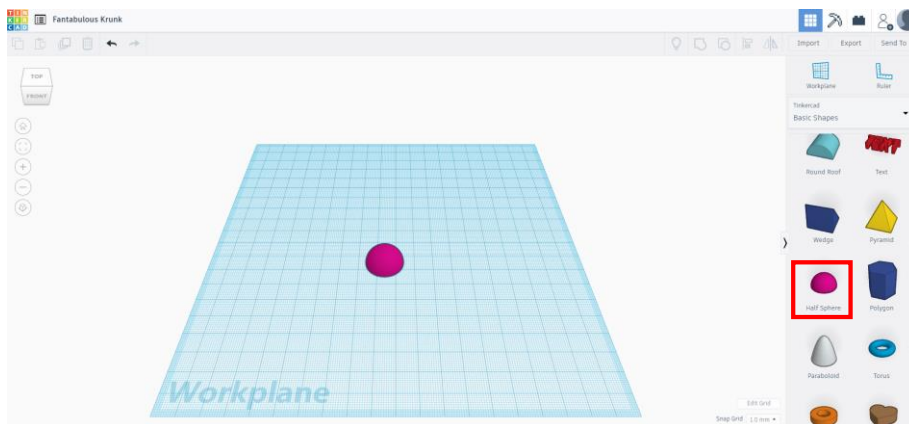 TIN
KER
CAD
Fantabulous Krunk
Import Export Send To
TOP
FRONT
Workplane Ruler
Tinkercad
Basic Shapes
Round Roof Text
Wedge Pyramid
Half Sphere Polygon
Paraboloid Torus
Workplane
Edit Grid
Snap Grid 1.0 mm